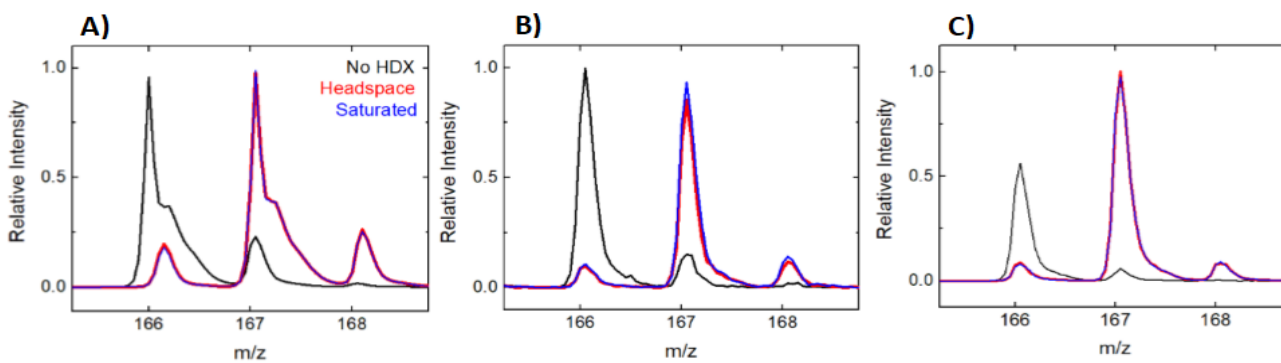 A)
B)
C)
No HDX
Headspace
Saturated
Relative Intensity
1.0
0.5
0.0
166
167
168
m/z
Relative Intensity
1.0
0.5
0.0
166
167
168
m/z
Relative Intensity
1.0
0.5
0.0
166
167
168
m/z